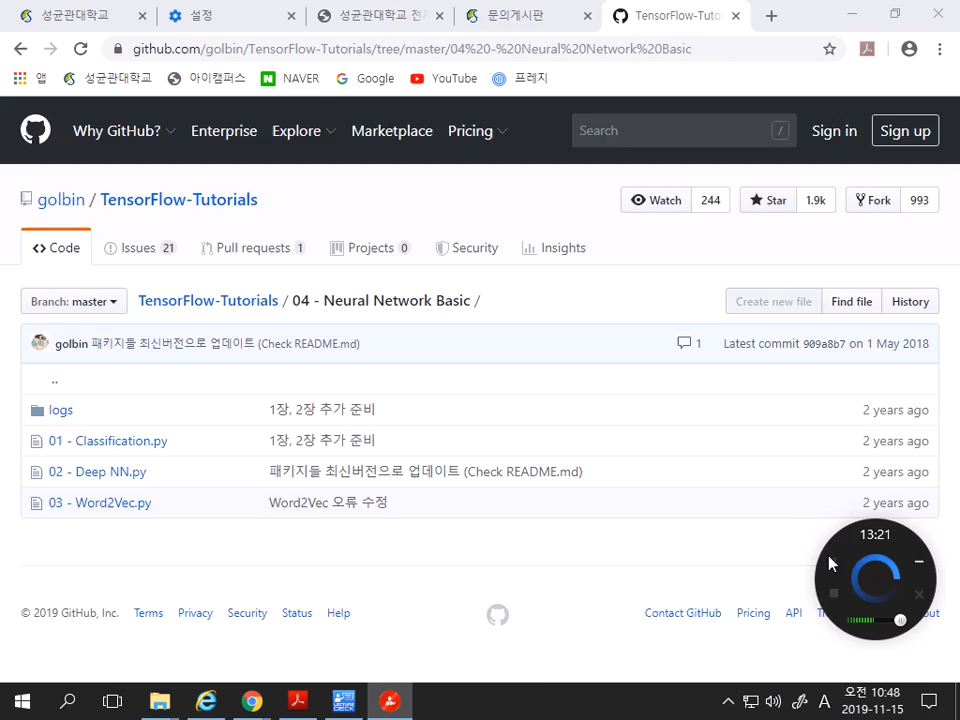 성균관대학교
설정
성균관대학교 전기
문의게시판
TensorFlow-Tuto
github.com/golbin/TensorFlow-Tutorials/tree/master/04%20-%20Neural%20Network%20Basic
앱
성균관대학교
아이캠퍼스
NAVER
Google
YouTube
프레지
Why GitHub?
Enterprise
Explore
Marketplace
Pricing
Search
/
Sign in
Sign up
golbin / TensorFlow-Tutorials
Watch 244
Star 1.9k
Fork 993
Code
Issues 21
Pull requests 1
Projects 0
Security
Insights
Branch: master
TensorFlow-Tutorials / 04 - Neural Network Basic /
Create new file
Find file
History
golbin 패키지들 최신버전으로 업데이트 (Check README.md)
1
Latest commit 909a8b7 on 1 May 2018
..
logs 1장, 2장 추가 준비 2 years ago
01 - Classification.py 1장, 2장 추가 준비 2 years ago
02 - Deep NN.py 패키지들 최신버전으로 업데이트 (Check README.md) 2 years ago
03 - Word2Vec.py Word2Vec 오류 수정 2 years ago
13:21
© 2019 GitHub, Inc.
Terms
Privacy
Security
Status
Help
Contact GitHub
Pricing
API
LECTURE
CHECK
A
오전 10:48
2019-11-15